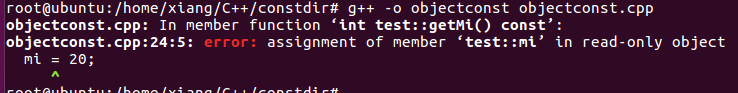 root@ubuntu:/home/xiang/C++/constdir# g++ -o objectconst objectconst.cpp
objectconst.cpp: In member function ‘int test::getMi() const’:
objectconst.cpp:24:5: error: assignment of member ‘test::mi’ in read-only object
mi = 20;
^
root@ubuntu:/home/xiang/C++/constdir#